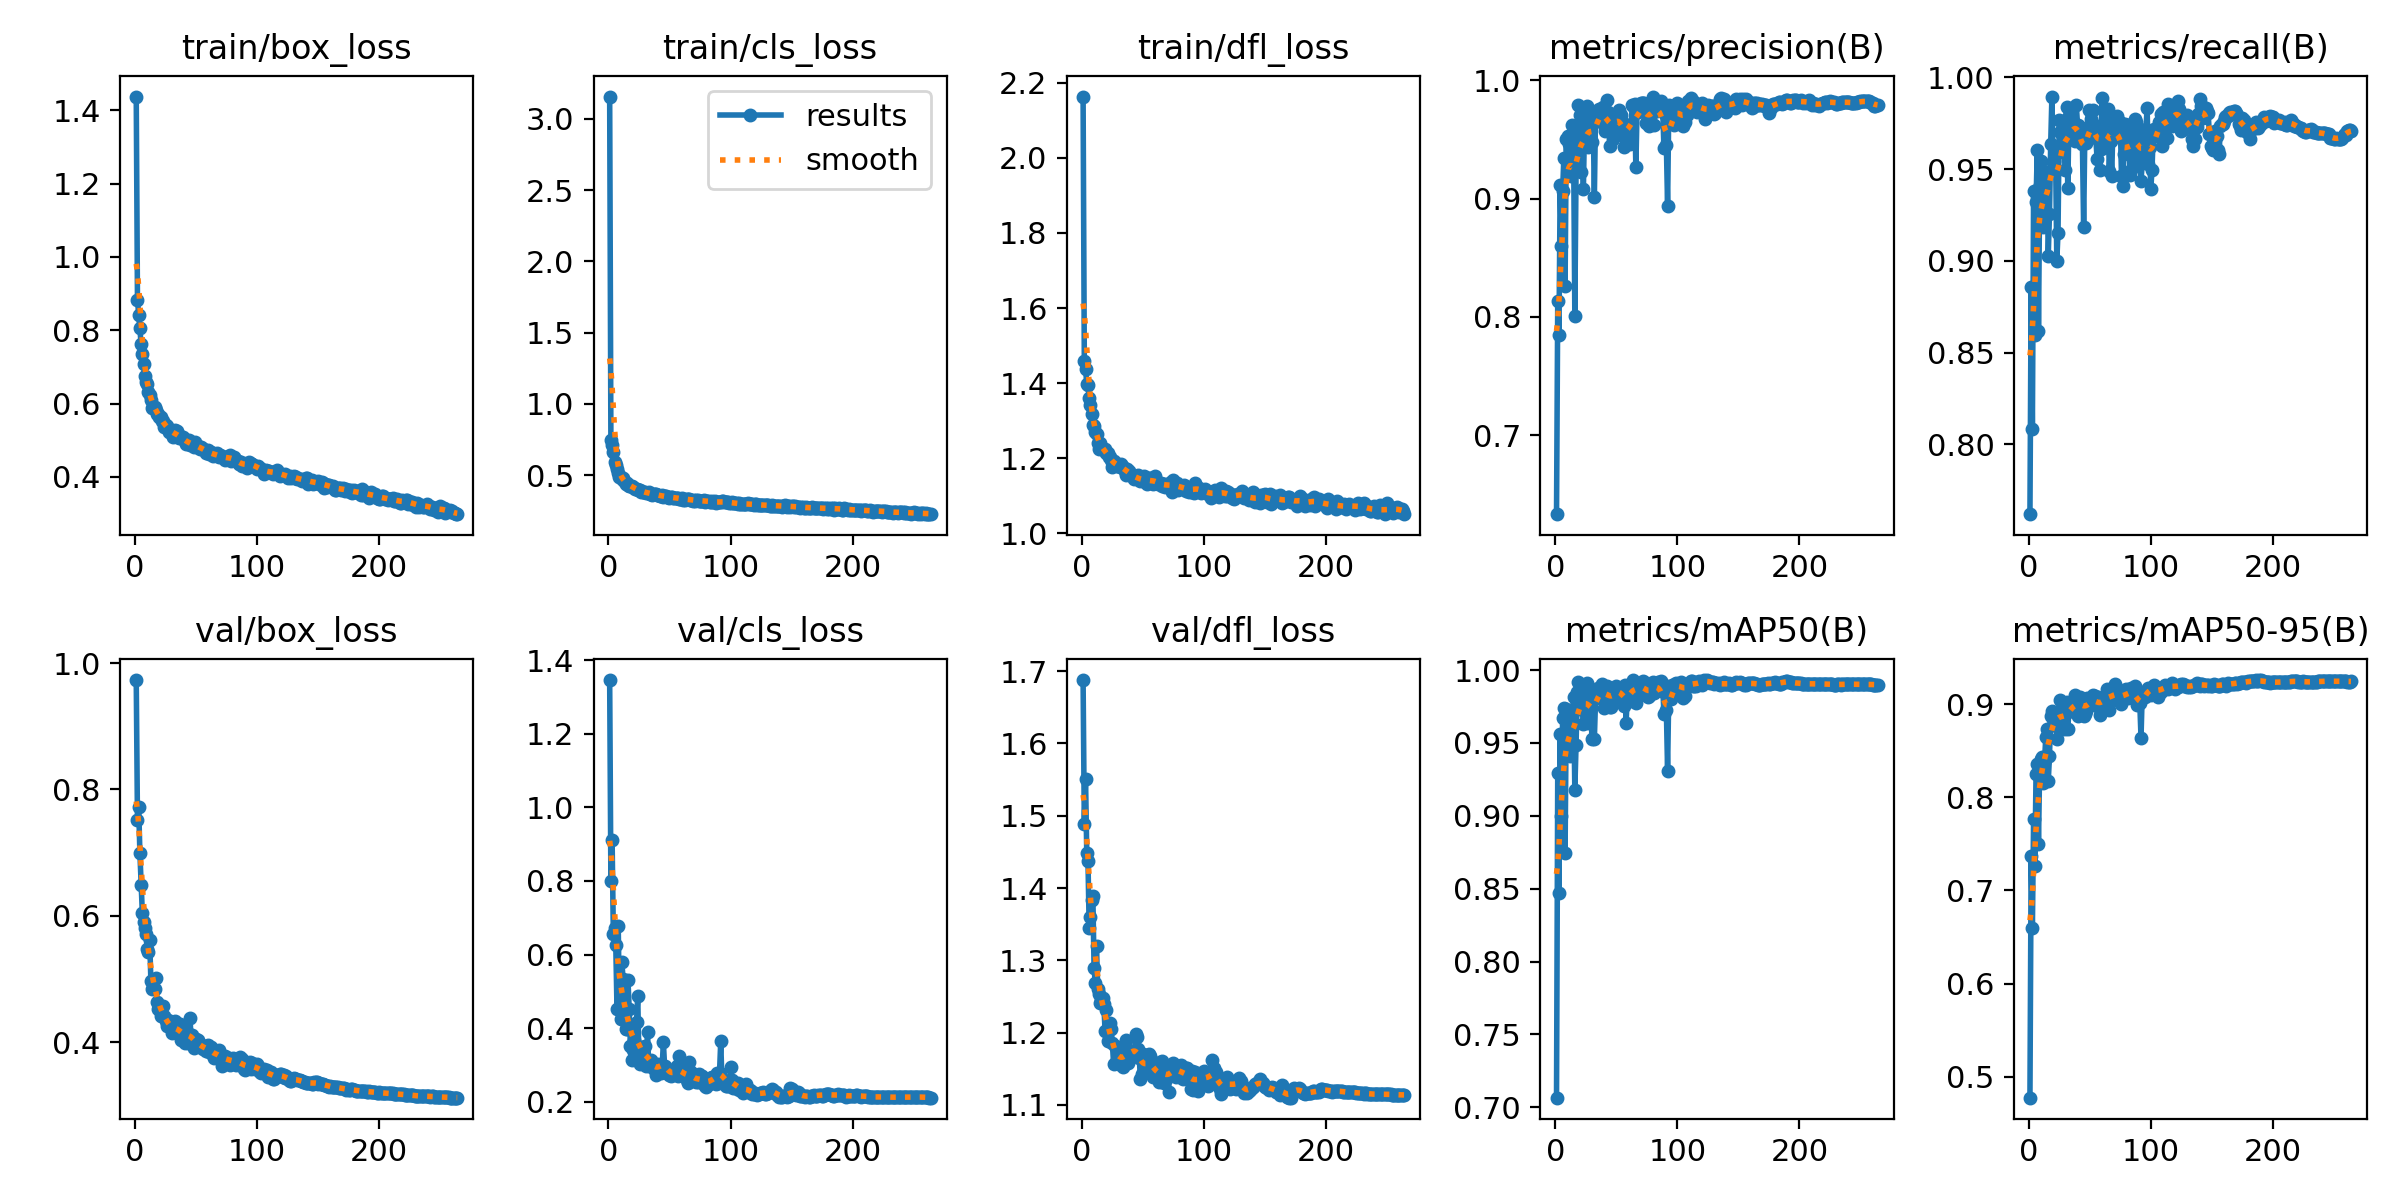 train/box_loss
1.4
1.2
1.0
0.8
0.6
0.4
0 100 200
train/cls_loss
results
smooth
3.0
2.5
2.0
1.5
1.0
0.5
0 100 200
train/dfl_loss
2.2
2.0
1.8
1.6
1.4
1.2
1.0
0 100 200
metrics/precision(B)
1.0
0.9
0.8
0.7
0 100 200
metrics/recall(B)
1.00
0.95
0.90
0.85
0.80
0 100 200
val/box_loss
1.0
0.8
0.6
0.4
0 100 200
val/cls_loss
1.4
1.2
1.0
0.8
0.6
0.4
0.2
0 100 200
val/dfl_loss
1.7
1.6
1.5
1.4
1.3
1.2
1.1
0 100 200
metrics/mAP50(B)
1.00
0.95
0.90
0.85
0.80
0.75
0.70
0 100 200
metrics/mAP50-95(B)
0.9
0.8
0.7
0.6
0.5
0 100 200